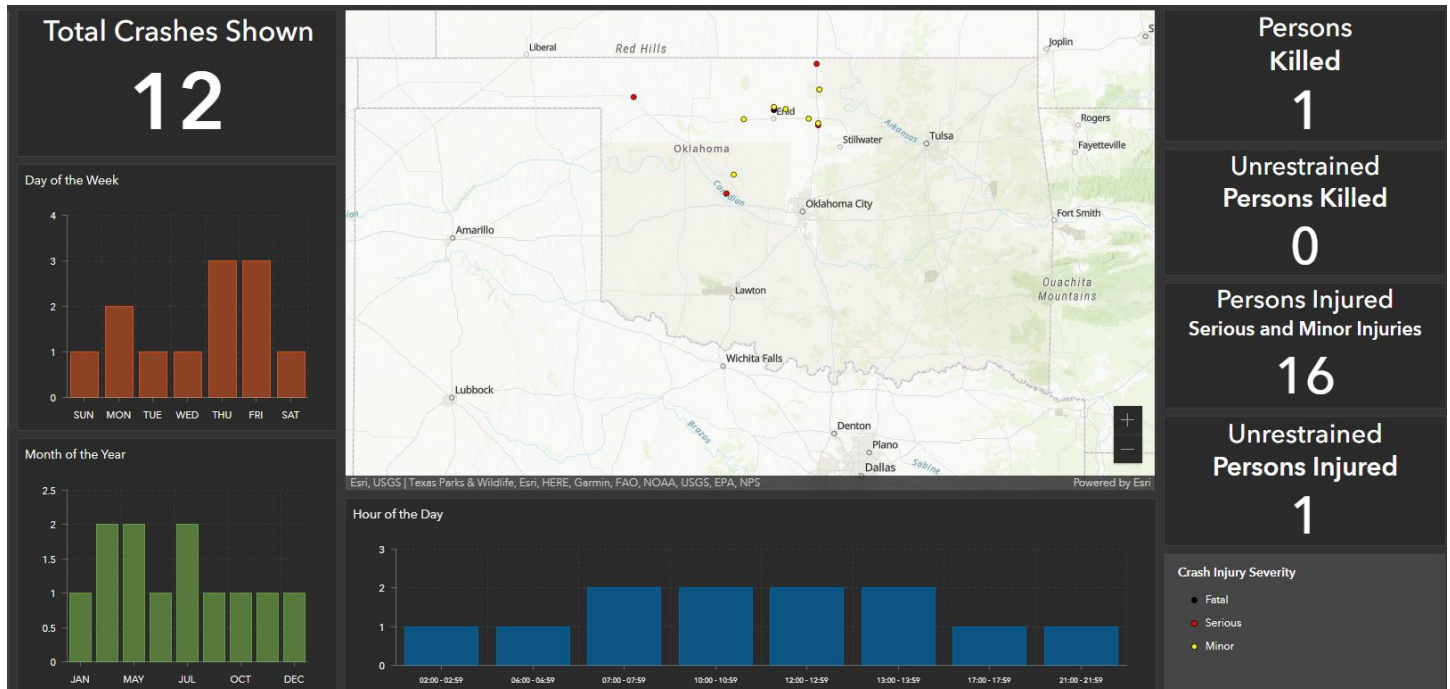 Total Crashes Shown
12
Day of the Week
4
3
2
1
0
SUN MON TUE WED THU FRI SAT
Month of the Year
2.5
2
1.5
1
0.5
0
JAN MAY JUL OCT DEC
Liberal
Red Hills
Joplin
S
Enid
Arkansas
Rogers
Stillwater
Tulsa
Fayetteville
Oklahoma
Canadian
Oklahoma City
Fort Smith
Amarillo
Ouachita
Mountains
Lawton
Wichita Falls
Lubbock
Brazos
Denton
Plano
Dallas
Sabine
+
−
Esri, USGS | Texas Parks & Wildlife, Esri, HERE, Garmin, FAO, NOAA, USGS, EPA, NPS
Powered by Esri
Hour of the Day
3
2
1
0
02:00 - 02:59 06:00 - 06:59 07:00 - 07:59 10:00 - 10:59 12:00 - 12:59 13:00 - 13:59 17:00 - 17:59 21:00 - 21:59
Persons
Killed
1
Unrestrained
Persons Killed
0
Persons Injured
Serious and Minor Injuries
16
Unrestrained
Persons Injured
1
Crash Injury Severity
Fatal
Serious
Minor